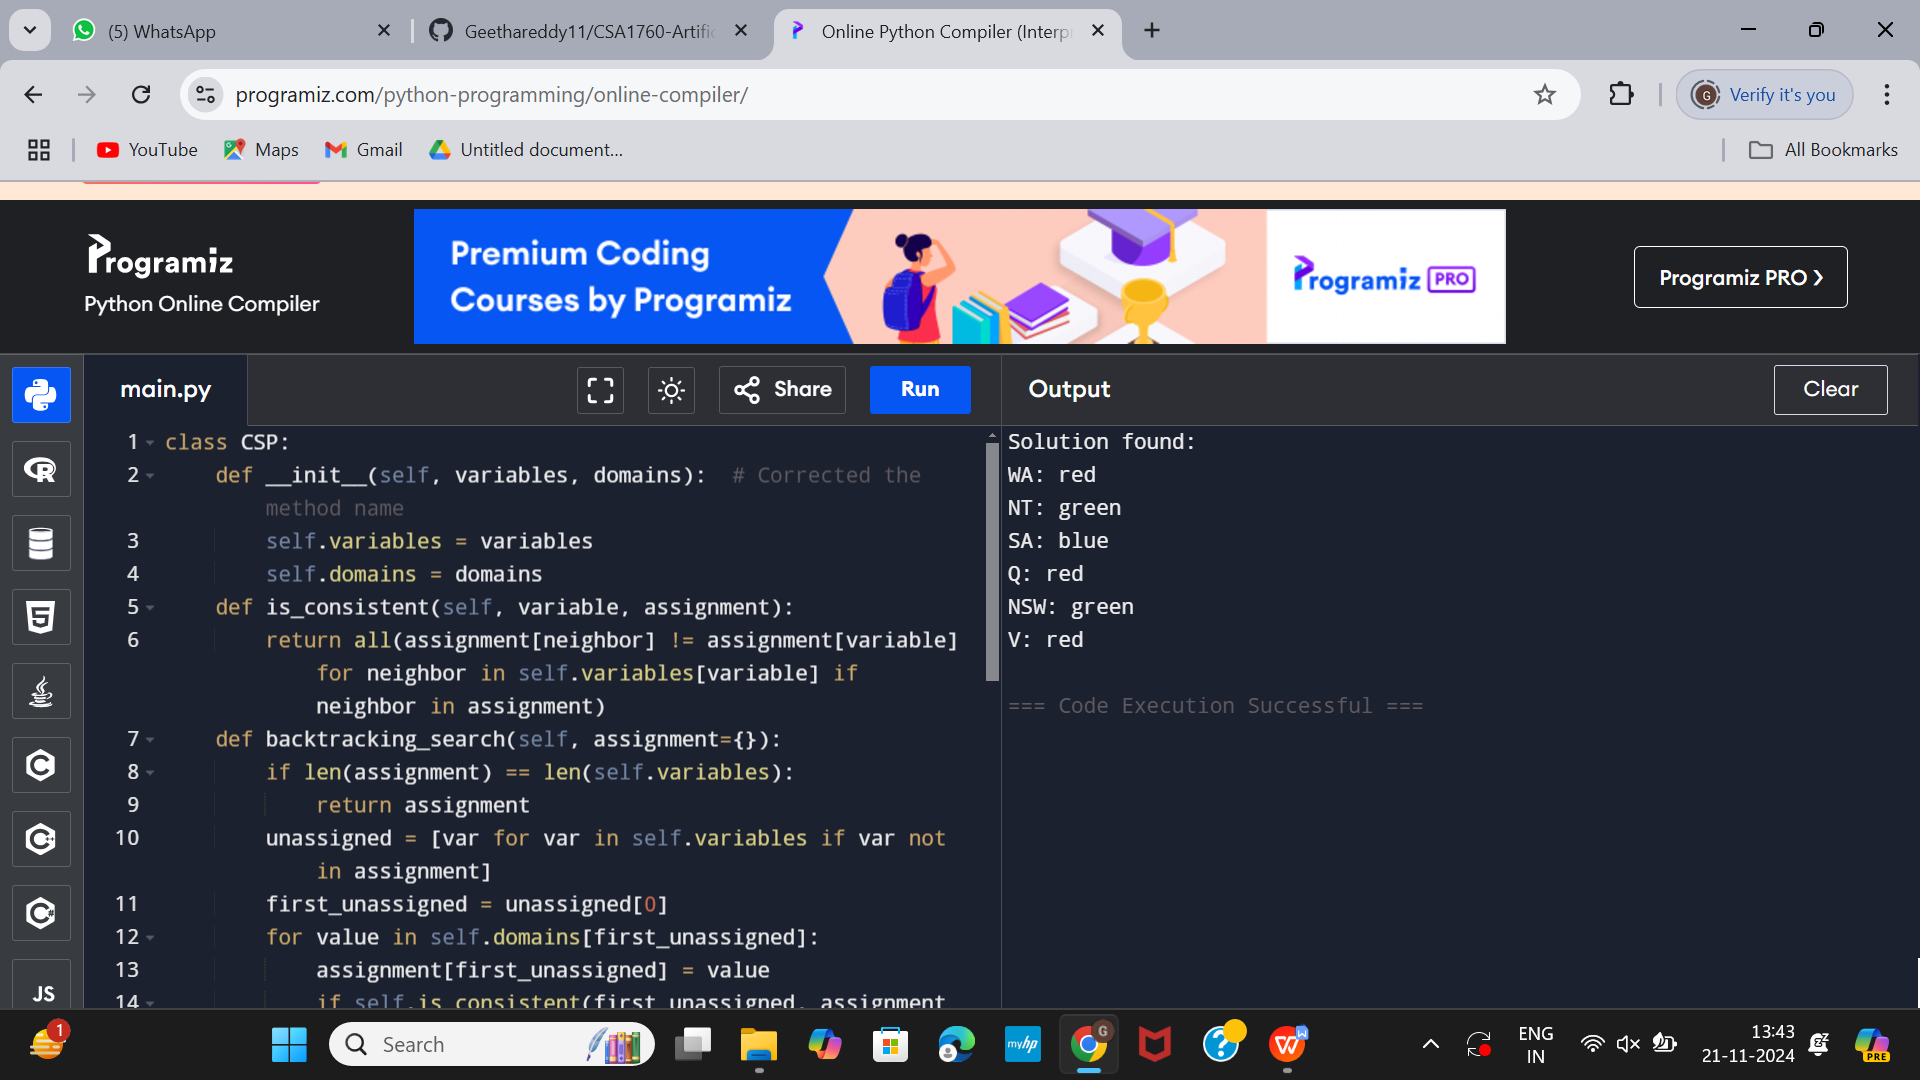 (5) WhatsApp
Geethareddy11/CSA1760-Artific
Online Python Compiler (Interp
programiz.com/python-programming/online-compiler/
G
Verify it's you
YouTube
Maps
Gmail
Untitled document...
All Bookmarks
Programiz
Python Online Compiler
Premium Coding
Courses by Programiz
Programiz PRO
Programiz PRO
main.py
Share
Run
Output
Clear
1 class CSP:
2 def __init__(self, variables, domains):  # Corrected the
method name
3 self.variables = variables
4 self.domains = domains
5 def is_consistent(self, variable, assignment):
6 return all(assignment[neighbor] != assignment[variable]
for neighbor in self.variables[variable] if
neighbor in assignment)
7 def backtracking_search(self, assignment={}):
8 if len(assignment) == len(self.variables):
9 return assignment
10 unassigned = [var for var in self.variables if var not
in assignment]
11 first_unassigned = unassigned[0]
12 for value in self.domains[first_unassigned]:
13 assignment[first_unassigned] = value
14 if self.is_consistent(first_unassigned, assignment
Solution found:
WA: red
NT: green
SA: blue
Q: red
NSW: green
V: red
=== Code Execution Successful ===
JS
1
Search
myhp
G
W
ENG
IN
13:43
21-11-2024
PRE